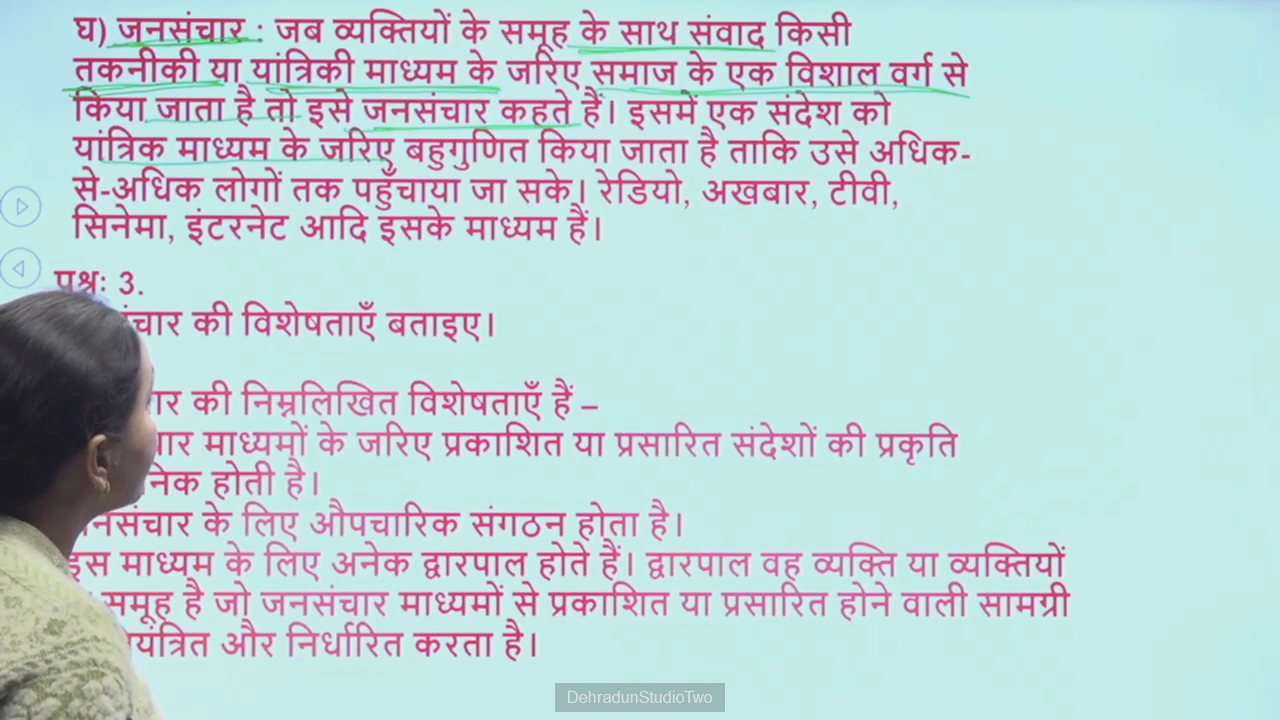 घ) जनसंचार : जब व्यक्तियों के समूह के साथ संवाद किसी
तकनीकी या यांत्रिकी माध्यम के जरिए समाज के एक विशाल वर्ग से
किया जाता है तो इसे जनसंचार कहते हैं। इसमें एक संदेश को
यांत्रिक माध्यम के जरिए बहुगुणित किया जाता है ताकि उसे अधिक-
से-अधिक लोगों तक पहुँचाया जा सके। रेडियो, अखबार, टीवी,
सिनेमा, इंटरनेट आदि इसके माध्यम हैं।
प्रश्नः 3.
की विशेषताएँ बताइए।
की निम्नलिखित विशेषताएँ हैं –
माध्यमों के जरिए प्रकाशित या प्रसारित संदेशों की प्रकृति
होती है।
जनसंचार के लिए औपचारिक संगठन होता है।
इस माध्यम के लिए अनेक द्वारपाल होते हैं। द्वारपाल वह व्यक्ति या व्यक्तियों
समूह है जो जनसंचार माध्यमों से प्रकाशित या प्रसारित होने वाली सामग्री
और निर्धारित करता है।
DehradunStudioTwo